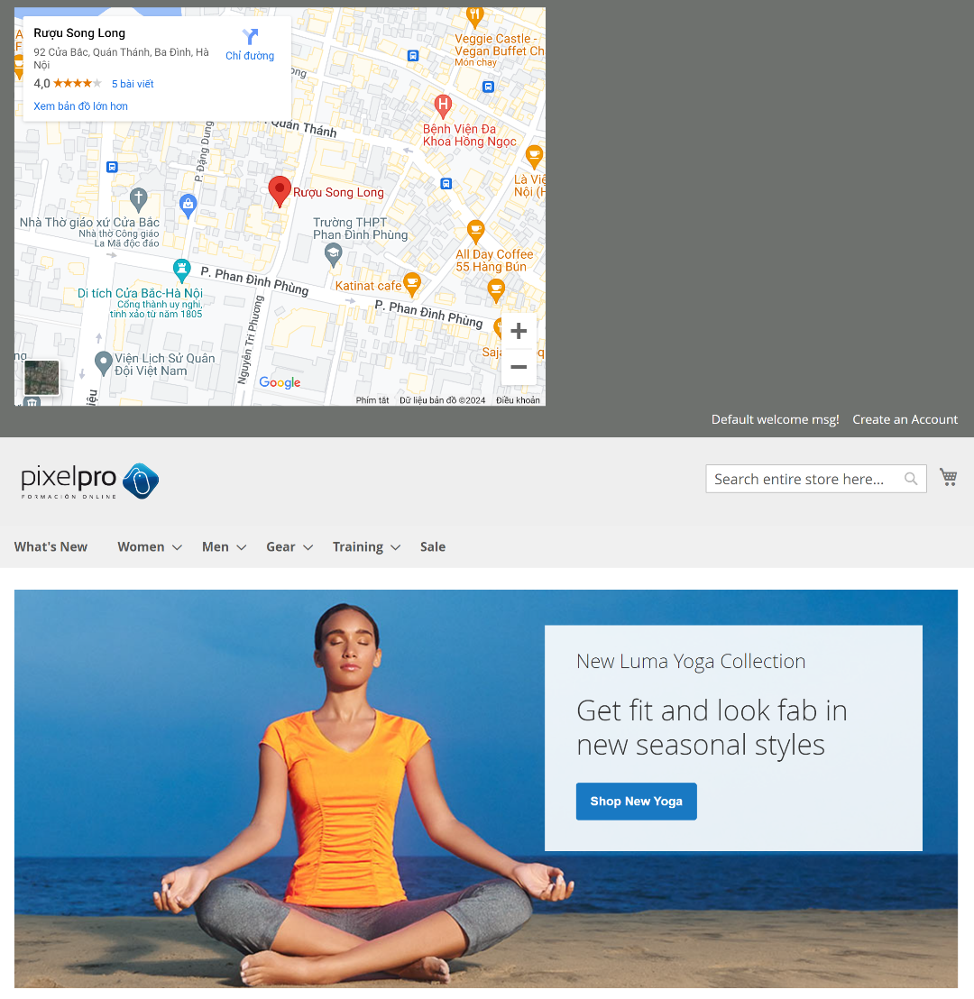 Rượu Song Long
92 Cửa Bắc, Quán Thánh, Ba Đình, Hà
Nội
Chỉ đường
4,0
5 bài viết
Xem bản đồ lớn hơn
Veggie Castle -
Vegan Buffet Ch
Món chay
Bệnh Viện Đa
Khoa Hồng Ngọc
Quán Thánh
P. Đặng Dung
Là Việ
Nội (H
Rượu Song Long
Nhà Thờ giáo xứ Cửa Bắc
Nhà thờ Công giáo
La Mã độc đáo
Trường THPT
Phan Đình Phùng
All Day Coffee
55 Hàng Bún
P. Phan Đình Phùng
Katinat cafe
Di tích Cửa Bắc-Hà Nội
Cổng thành uy nghi,
tinh xảo từ năm 1805
P. Phan Đình Phùng
Nguyễn Tri Phương
Viện Lịch Sử Quân
Đội Việt Nam
Google
Phím tắt
Dữ liệu bản đồ ©2024
Điều khoản
Default welcome msg!
Create an Account
pixelpro
FORMACIÓN ONLINE
Search entire store here...
What's New
Women
Men
Gear
Training
Sale
New Luma Yoga Collection
Get fit and look fab in
new seasonal styles
Shop New Yoga